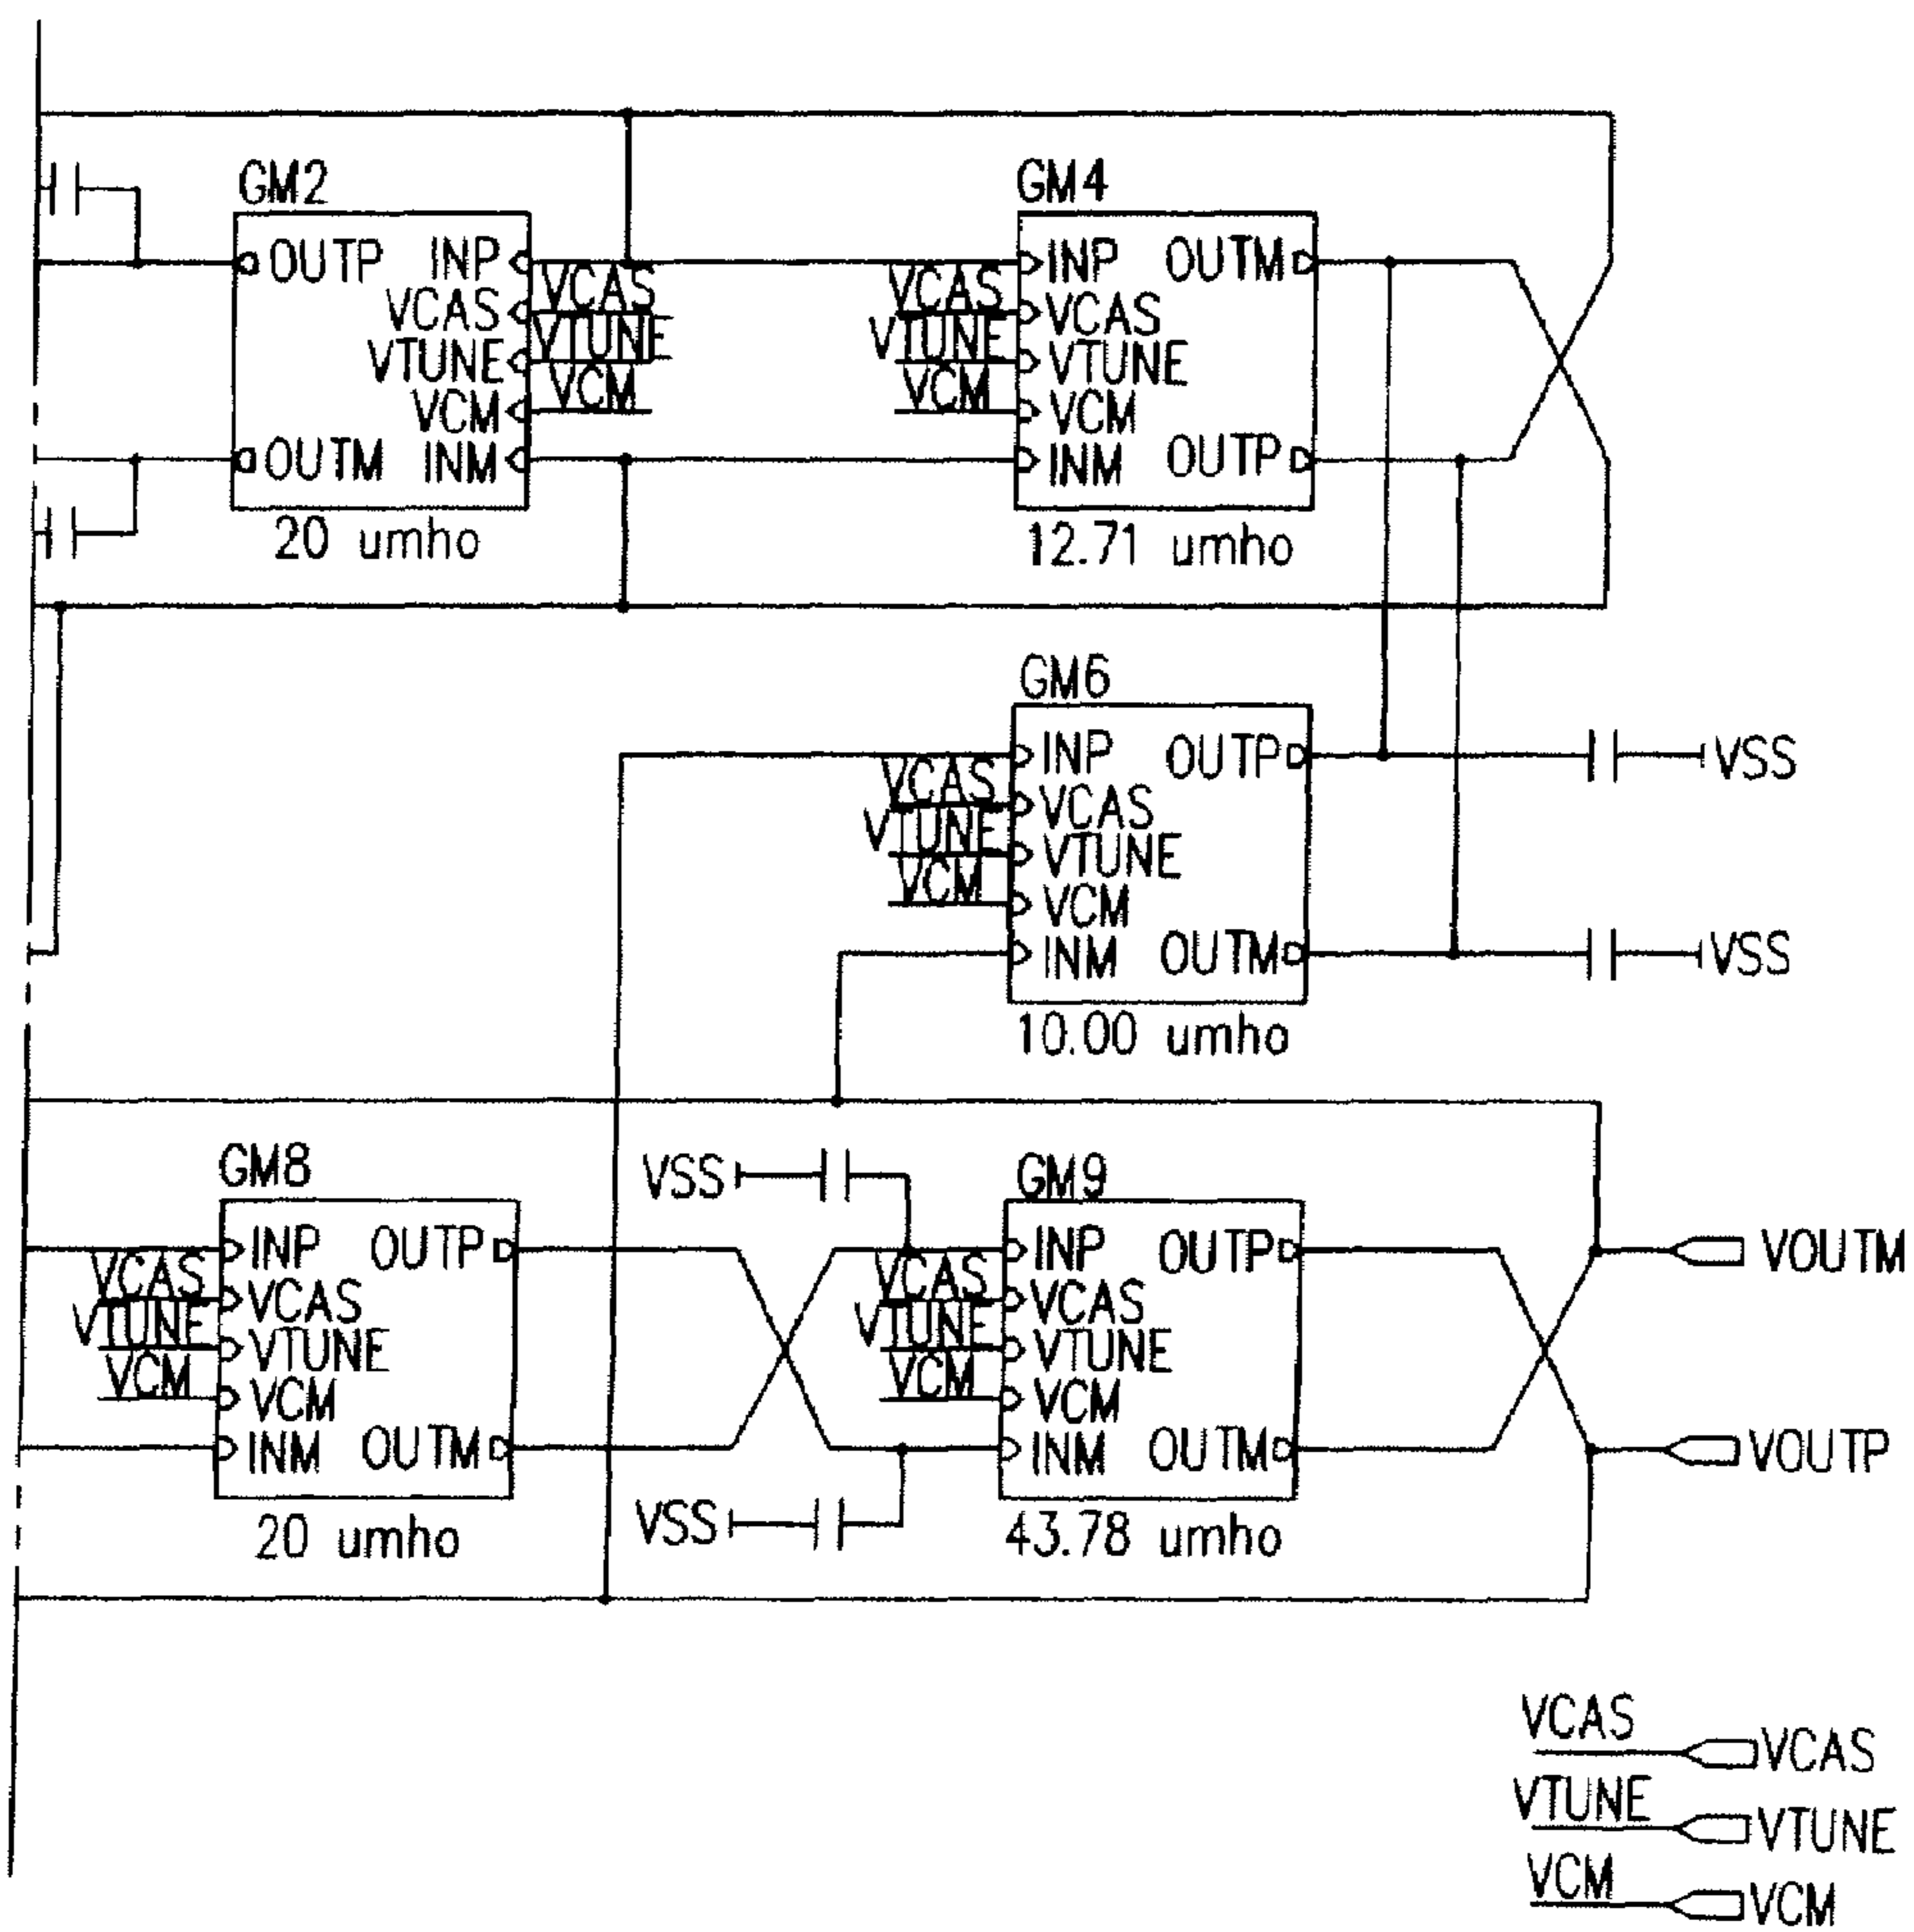 GM2
GM4
OUTP INP
VCAS
VCAS
INP OUTM
VCAS
VTUNE
VTUNE
VCAS
VTUNE
VCM
VCM
VTUNE
VCM
VCM
OUTM INM
INM OUTP
20 umho
12.71 umho
GM6
INP OUTP
VSS
VCAS
VCAS
VTUNE
VTUNE
VCM
VCM
INM OUTM
VSS
10.00 umho
GM8
VSS
GM9
INP OUTP
INP OUTP
VOUTM
VCAS
VCAS
VCAS
VCAS
VTUNE
VTUNE
VTUNE
VTUNE
VCM
VCM
VCM
VCM
INM OUTM
INM OUTM
VOUTP
20 umho
VSS
43.78 umho
VCAS
VCAS
VTUNE
VTUNE
VCM
VCM